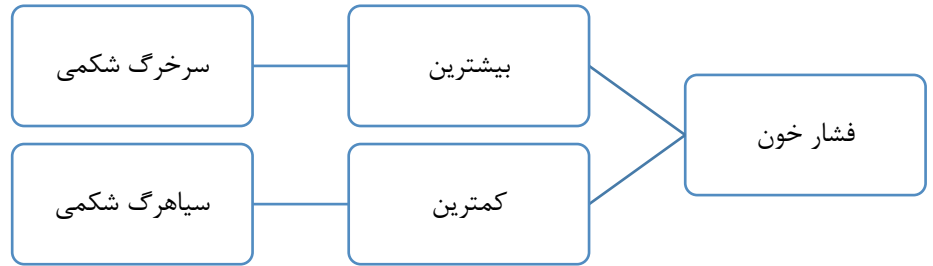 فشار خون
بیشترین
سرخرگ شکمی
کمترین
سیاهرگ شکمی